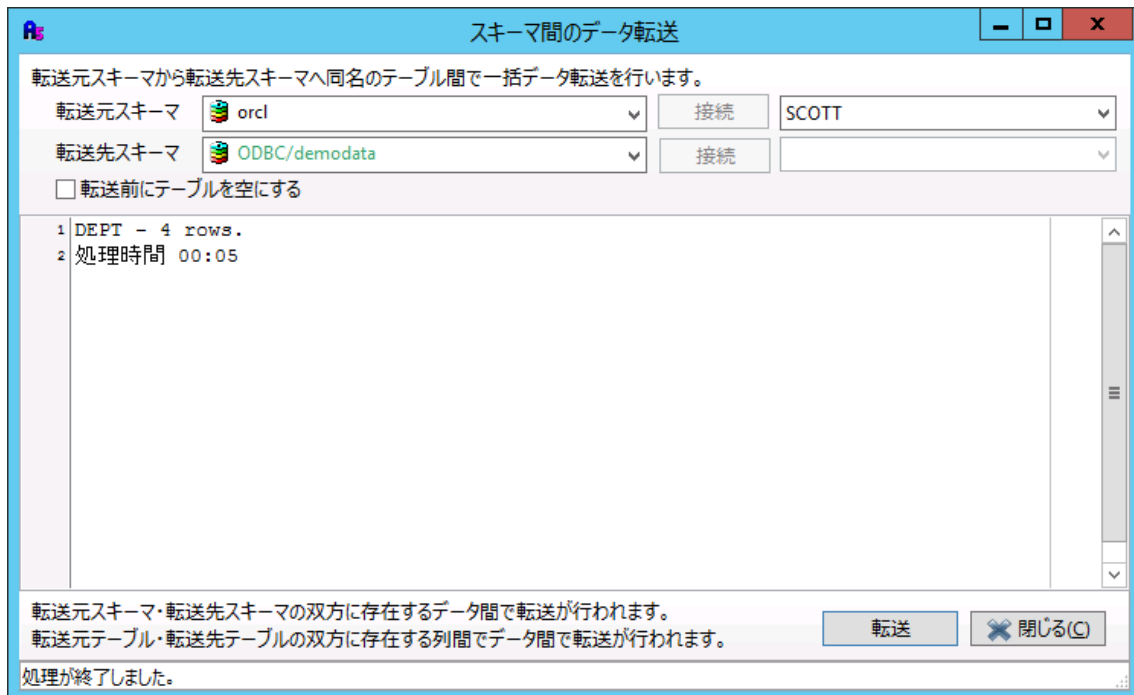 スキーマ間のデータ転送
転送元スキーマから転送先スキーマへ同名のテーブル間で一括データ転送を行います。
転送元スキーマ orcl 接続 SCOTT
転送先スキーマ ODBC/demodata 接続
転送前にテーブルを空にする
1 DEPT - 4 rows.
2 処理時間 00:05
転送元スキーマ・転送先スキーマの双方に存在するデータ間で転送が行われます。
転送元テーブル・転送先テーブルの双方に存在する列間でデータ間で転送が行われます。
転送 閉じる(C)
処理が終了しました。